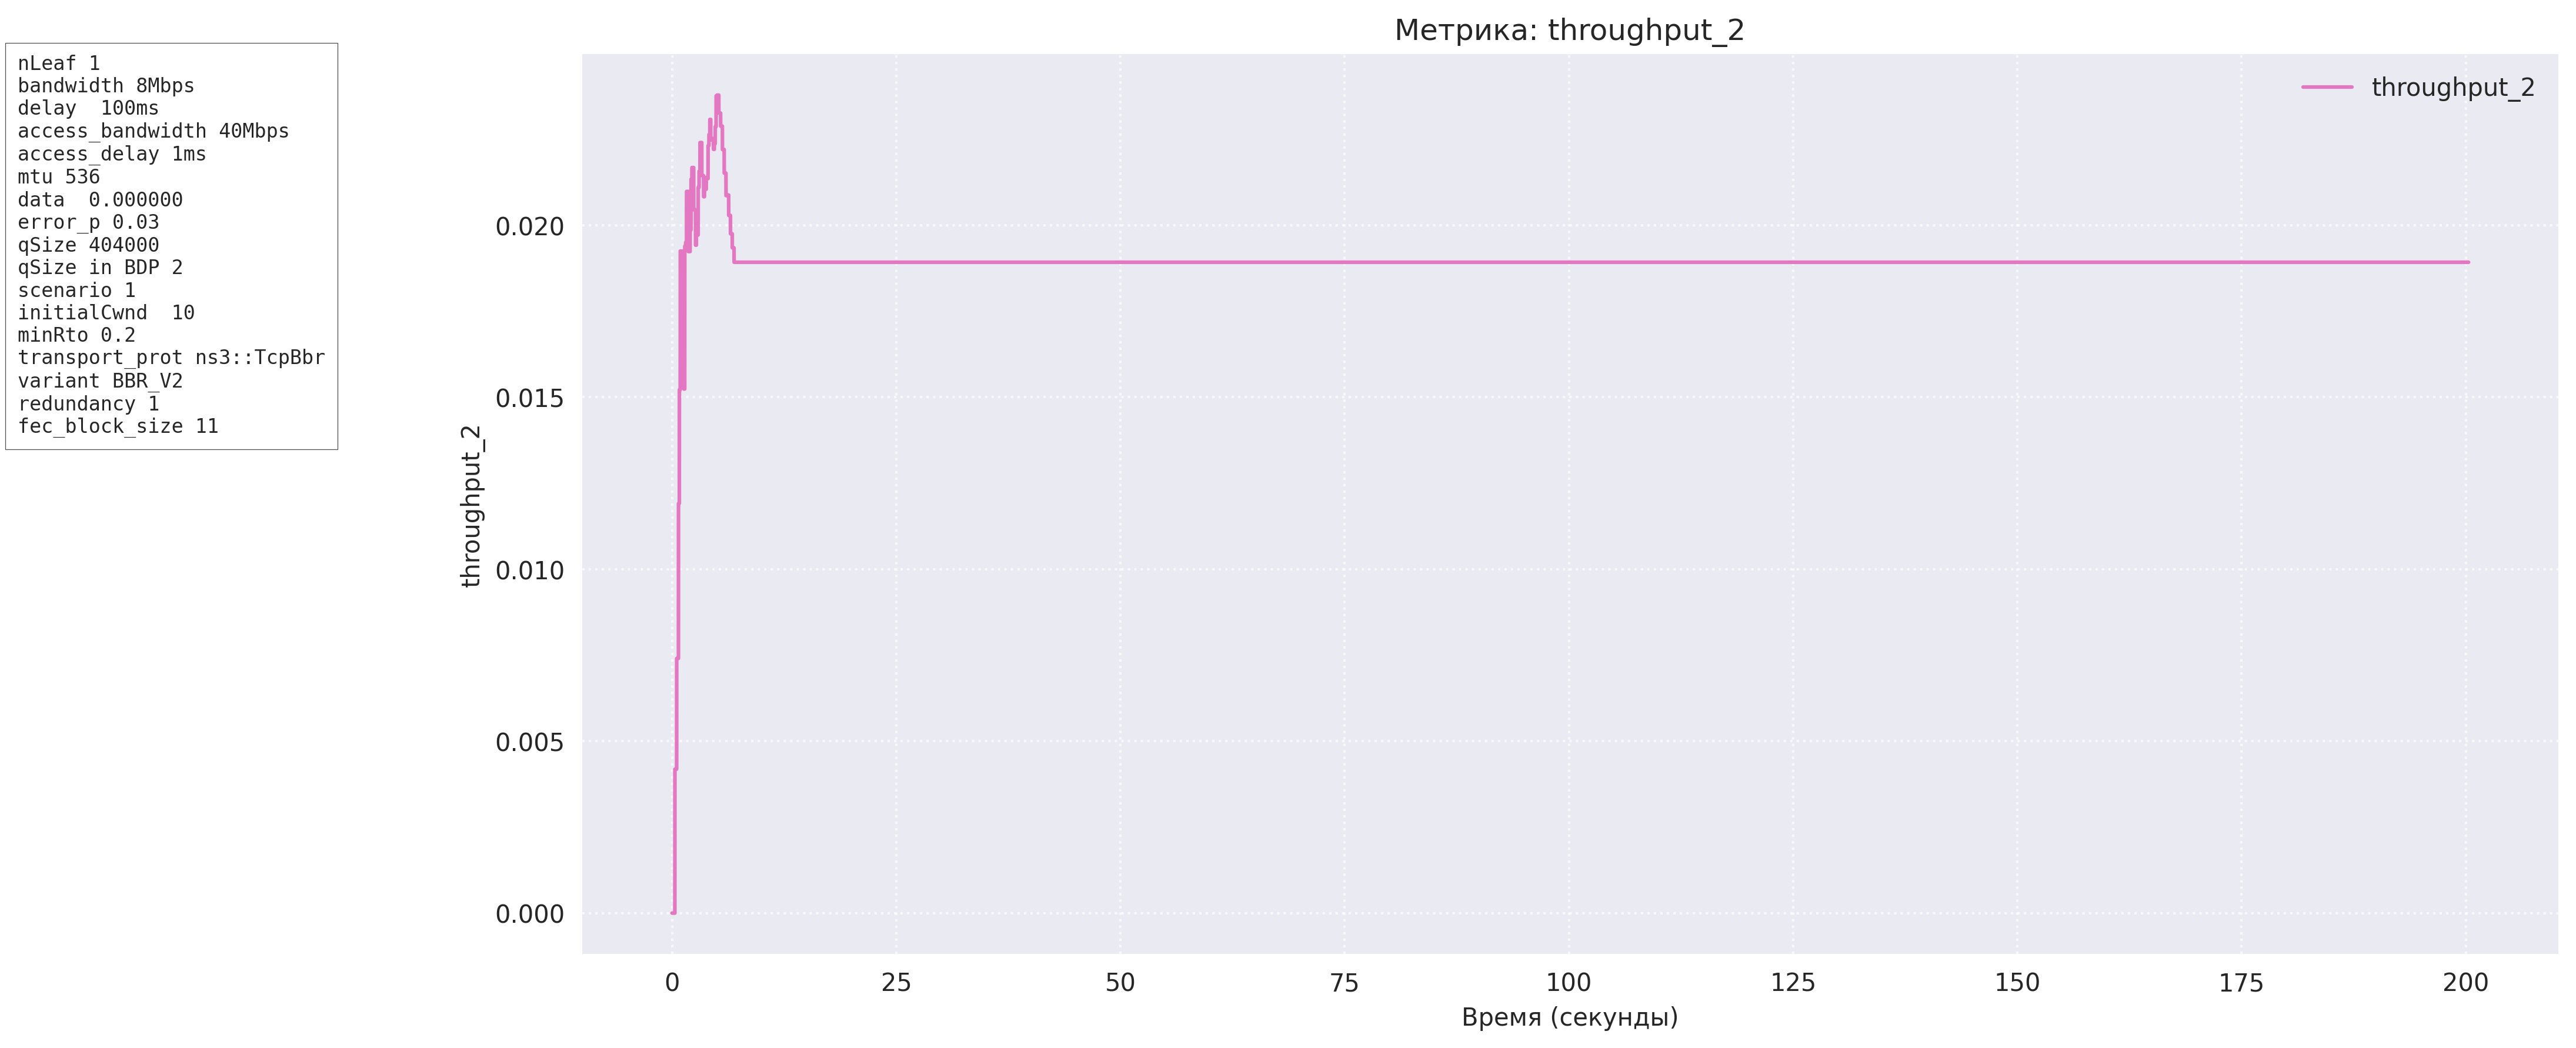 Метрика: throughput_2
nLeaf 1
bandwidth 8Mbps
delay  100ms
access_bandwidth 40Mbps
access_delay 1ms
mtu 536
data  0.000000
error_p 0.03
qSize 404000
qSize in BDP 2
scenario 1
initialCwnd  10
minRto 0.2
transport_prot ns3::TcpBbr
variant BBR_V2
redundancy 1
fec_block_size 11
throughput_2
throughput_2
0.020
0.015
0.010
0.005
0.000
0 25 50 75 100 125 150 175 200
Время (секунды)